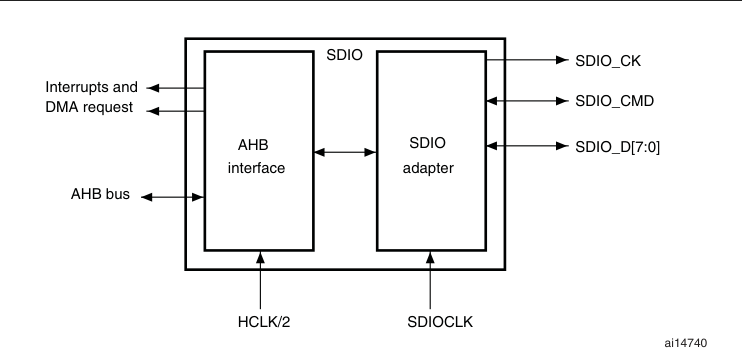 SDIO
SDIO_CK
Interrupts and
DMA request
SDIO_CMD
AHB
interface
SDIO
adapter
SDIO_D[7:0]
AHB bus
HCLK/2
SDIOCLK
ai14740